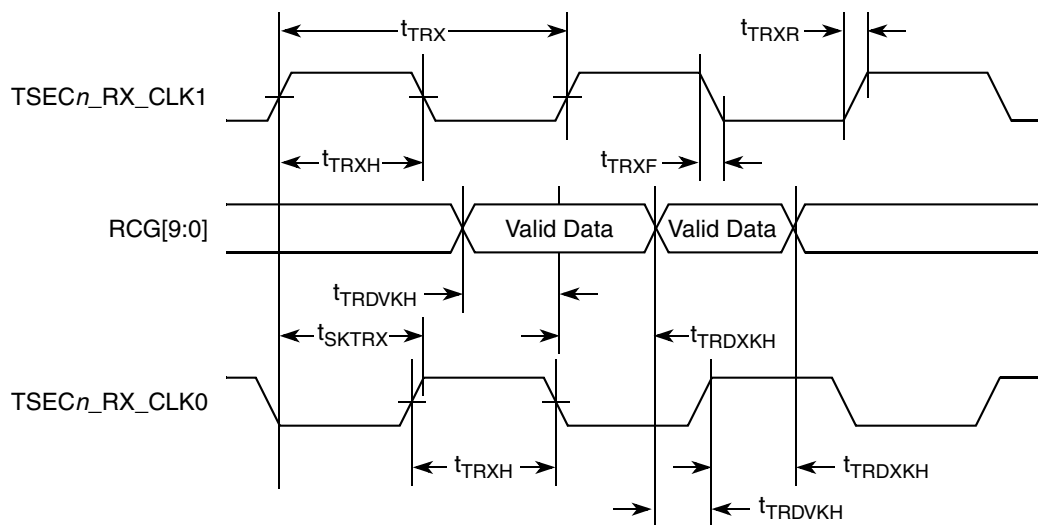 tTRX
tTRXR
TSECn_RX_CLK1
tTRXH
tTRXF
RCG[9:0]
Valid Data
Valid Data
tTRDVKH
tSKTRX
tTRDXKH
TSECn_RX_CLK0
tTRXH
tTRDXKH
tTRDVKH